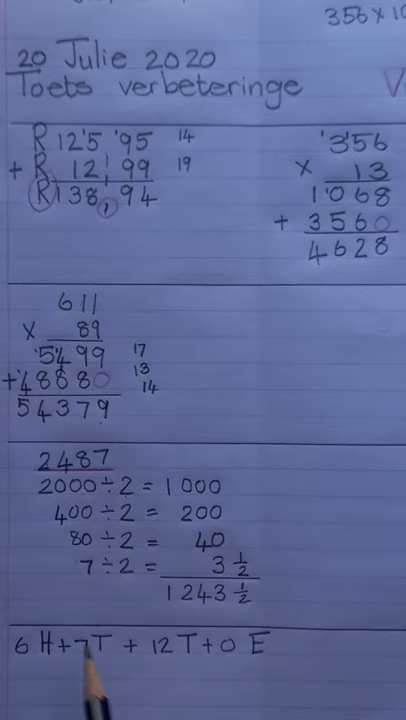 356 × 10
20 Julie 2020
Toets verbeteringe
R 125,95 14
+ R 12,99 19
R138,94
356
× 13
1068
+ 3560
4628
611
× 89
5499 17
+48880 13
54379 14
2487
2000 ÷ 2 = 1000
400 ÷ 2 = 200
80 ÷ 2 = 40
7 ÷ 2 = 3 1/2
1243 1/2
6 H + 7 T + 12 T + 0 E